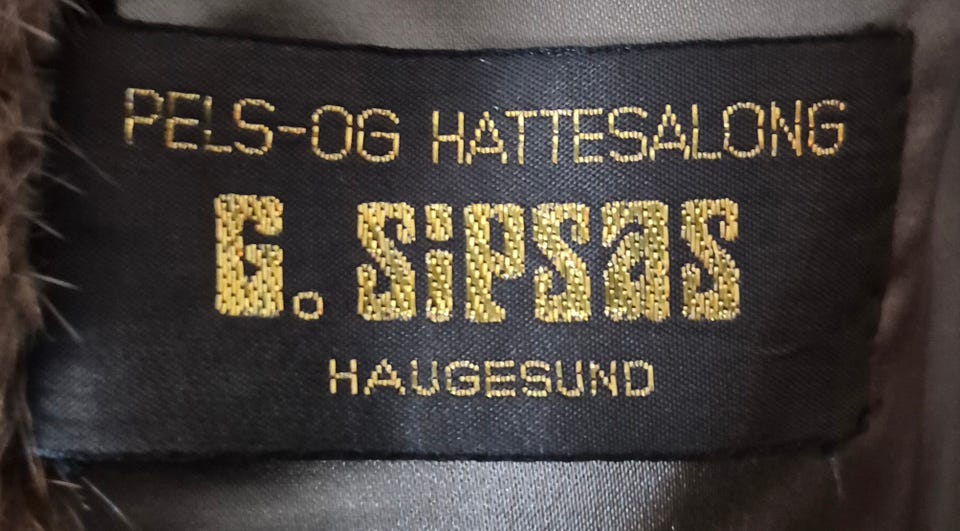 PELS-OG HATTESALONG
G. Sipsas
HAUGESUND